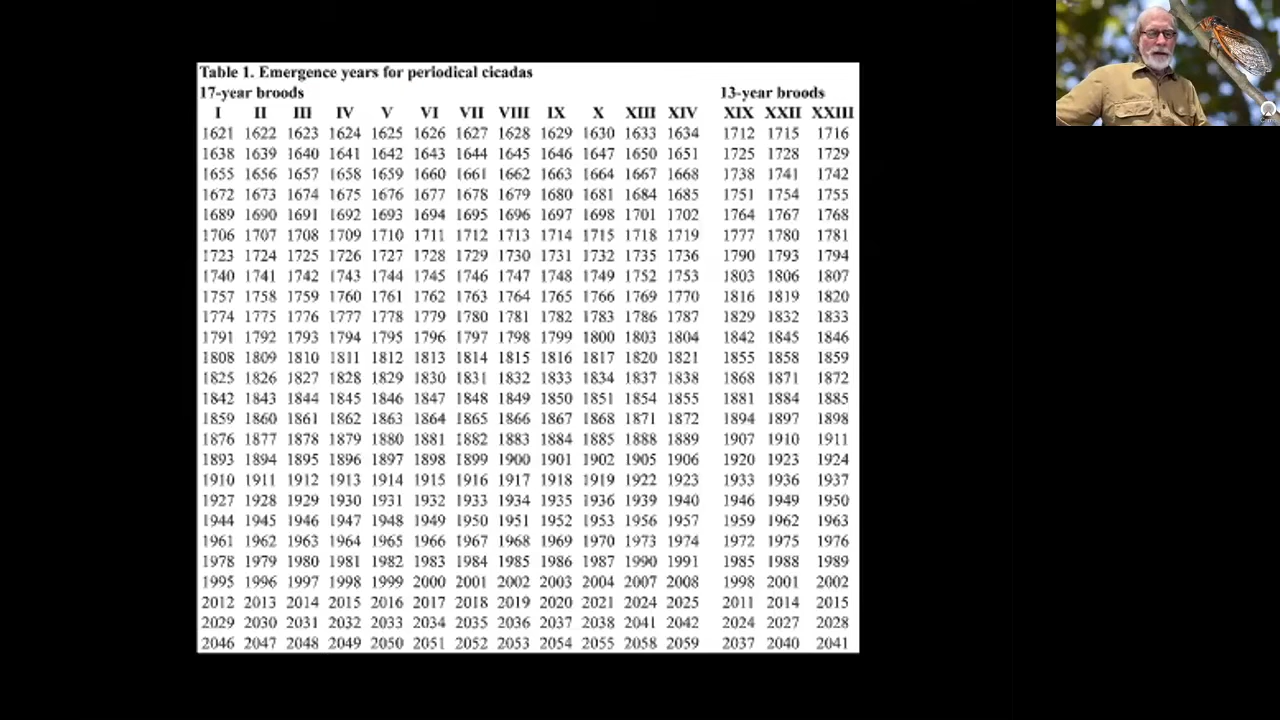 Table 1. Emergence years for periodical cicadas
17-year broods 13-year broods
I II III IV V VI VII VIII IX X XIII XIV XIX XXII XXIII
1621 1622 1623 1624 1625 1626 1627 1628 1629 1630 1633 1634 1712 1715 1716
1638 1639 1640 1641 1642 1643 1644 1645 1646 1647 1650 1651 1725 1728 1729
1655 1656 1657 1658 1659 1660 1661 1662 1663 1664 1667 1668 1738 1741 1742
1672 1673 1674 1675 1676 1677 1678 1679 1680 1681 1684 1685 1751 1754 1755
1689 1690 1691 1692 1693 1694 1695 1696 1697 1698 1701 1702 1764 1767 1768
1706 1707 1708 1709 1710 1711 1712 1713 1714 1715 1718 1719 1777 1780 1781
1723 1724 1725 1726 1727 1728 1729 1730 1731 1732 1735 1736 1790 1793 1794
1740 1741 1742 1743 1744 1745 1746 1747 1748 1749 1752 1753 1803 1806 1807
1757 1758 1759 1760 1761 1762 1763 1764 1765 1766 1769 1770 1816 1819 1820
1774 1775 1776 1777 1778 1779 1780 1781 1782 1783 1786 1787 1829 1832 1833
1791 1792 1793 1794 1795 1796 1797 1798 1799 1800 1803 1804 1842 1845 1846
1808 1809 1810 1811 1812 1813 1814 1815 1816 1817 1820 1821 1855 1858 1859
1825 1826 1827 1828 1829 1830 1831 1832 1833 1834 1837 1838 1868 1871 1872
1842 1843 1844 1845 1846 1847 1848 1849 1850 1851 1854 1855 1881 1884 1885
1859 1860 1861 1862 1863 1864 1865 1866 1867 1868 1871 1872 1894 1897 1898
1876 1877 1878 1879 1880 1881 1882 1883 1884 1885 1888 1889 1907 1910 1911
1893 1894 1895 1896 1897 1898 1899 1900 1901 1902 1905 1906 1920 1923 1924
1910 1911 1912 1913 1914 1915 1916 1917 1918 1919 1922 1923 1933 1936 1937
1927 1928 1929 1930 1931 1932 1933 1934 1935 1936 1939 1940 1946 1949 1950
1944 1945 1946 1947 1948 1949 1950 1951 1952 1953 1956 1957 1959 1962 1963
1961 1962 1963 1964 1965 1966 1967 1968 1969 1970 1973 1974 1972 1975 1976
1978 1979 1980 1981 1982 1983 1984 1985 1986 1987 1990 1991 1985 1988 1989
1995 1996 1997 1998 1999 2000 2001 2002 2003 2004 2007 2008 1998 2001 2002
2012 2013 2014 2015 2016 2017 2018 2019 2020 2021 2024 2025 2011 2014 2015
2029 2030 2031 2032 2033 2034 2035 2036 2037 2038 2041 2042 2024 2027 2028
2046 2047 2048 2049 2050 2051 2052 2053 2054 2055 2058 2059 2037 2040 2041